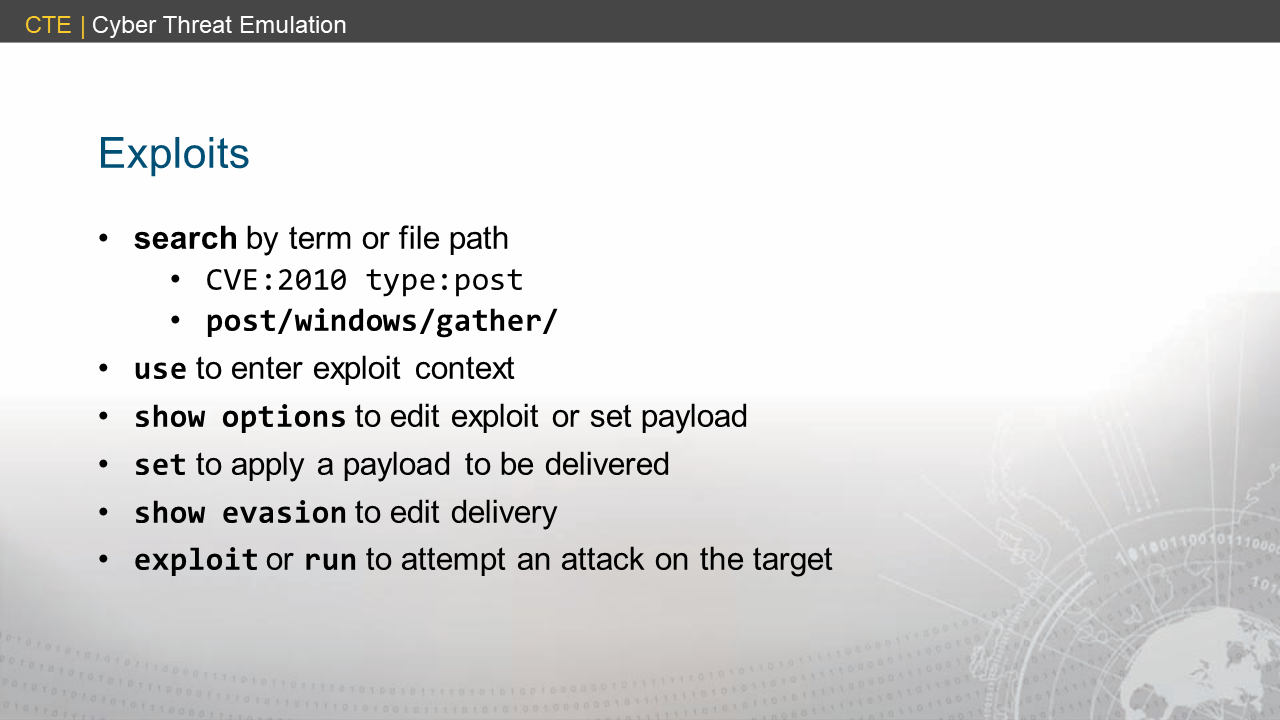 CTE | Cyber Threat Emulation
Exploits
• search by term or file path
• CVE:2010 type:post
• post/windows/gather/
• use to enter exploit context
• show options to edit exploit or set payload
• set to apply a payload to be delivered
• show evasion to edit delivery
• exploit or run to attempt an attack on the target